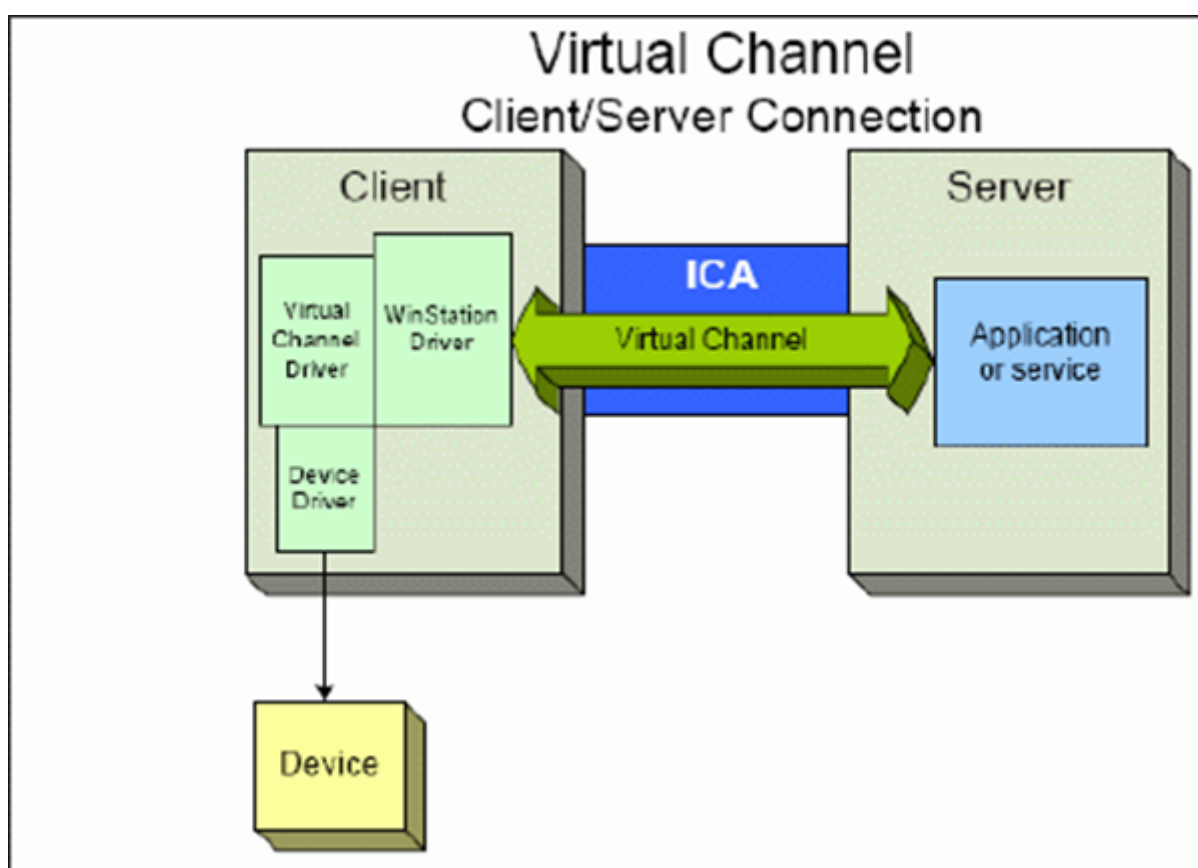 Virtual Channel
Client/Server Connection
Client
Server
ICA
Virtual
Channel
Driver
WinStation
Driver
Virtual Channel
Application
or service
Device
Driver
Device